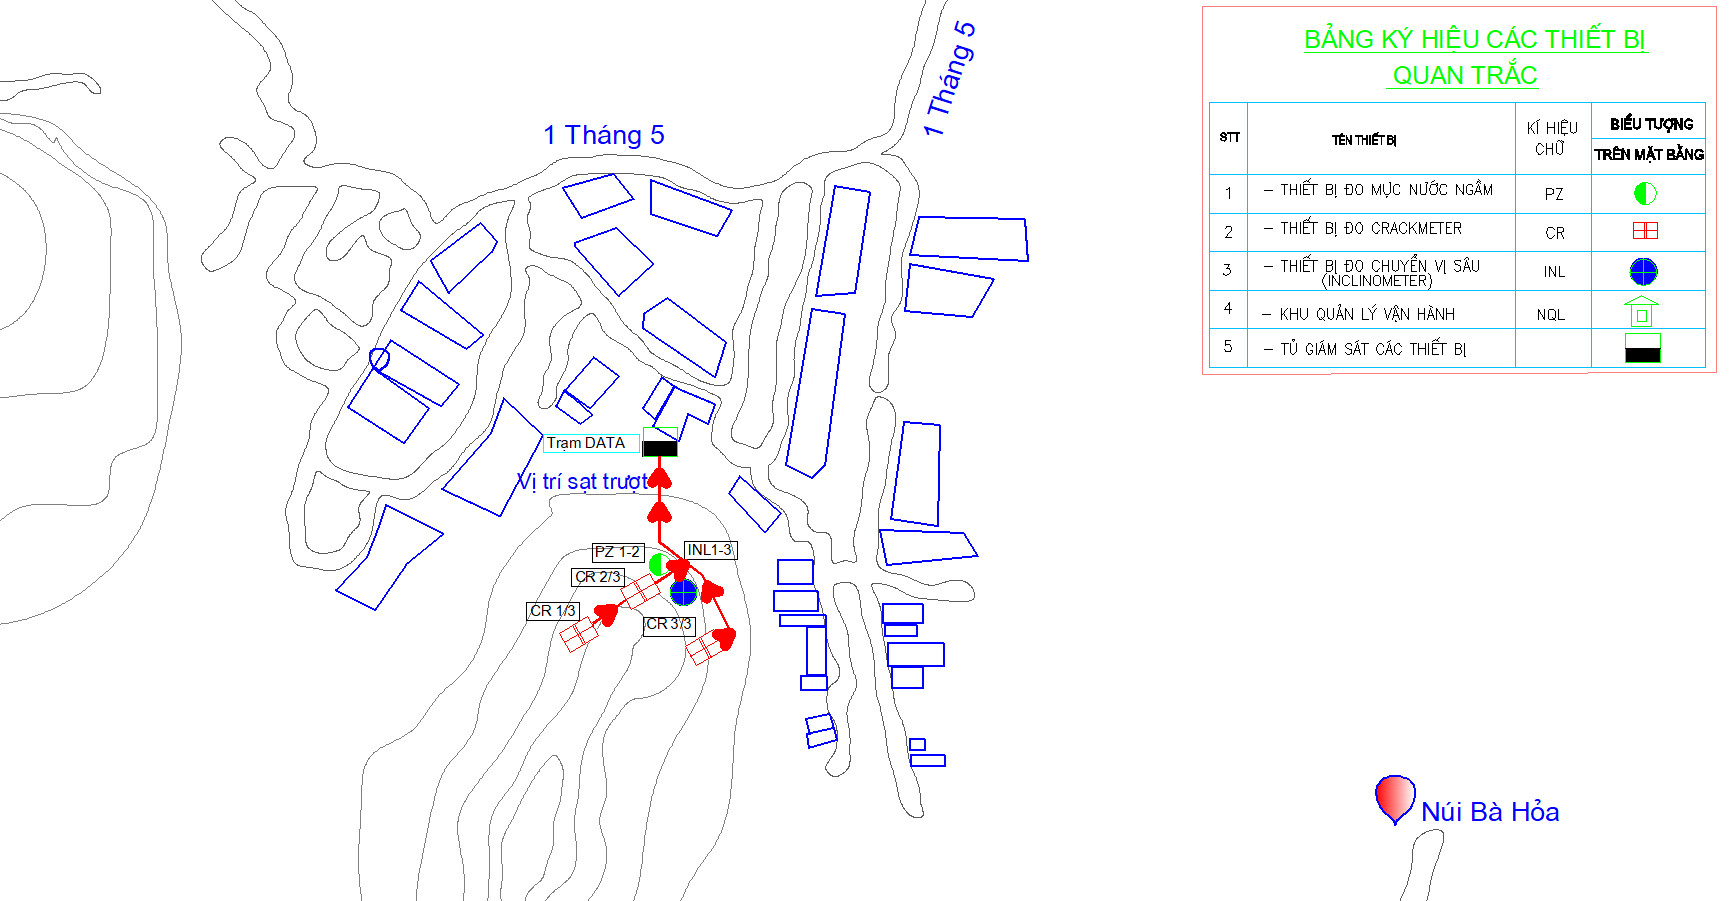 1 Tháng 5
1 Tháng 5
BẢNG KÝ HIỆU CÁC THIẾT BỊ
QUAN TRẮC
STT
TÊN THIẾT BỊ
KÍ HIỆU
CHỮ
BIỂU TƯỢNG
TRÊN MẶT BẰNG
1
– THIẾT BỊ ĐO MỰC NƯỚC NGẦM
PZ
2
– THIẾT BỊ ĐO CRACKMETER
CR
3
– THIẾT BỊ ĐO CHUYỂN VỊ SÂU
(INCLINOMETER)
INL
4
– KHU QUẢN LÝ VẬN HÀNH
NQL
5
– TỦ GIÁM SÁT CÁC THIẾT BỊ
Trạm DATA
Vị trí sạt trượt
PZ 1-2
INL1-3
CR 2/3
CR 1/3
CR 3/3
Núi Bà Hỏa